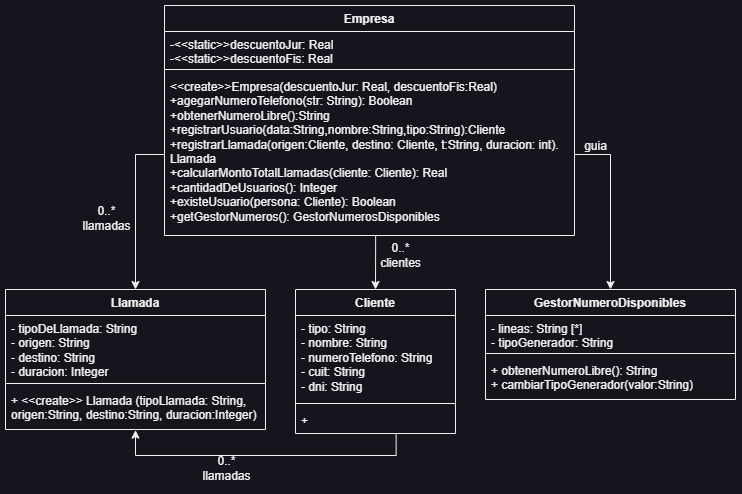 Empresa
-<<static>>descuentoJur: Real
-<<static>>descuentoFis: Real
<<create>>Empresa(descuentoJur: Real, descuentoFis:Real)
+agegarNumeroTelefono(str: String): Boolean
+obtenerNumeroLibre():String
+registrarUsuario(data:String,nombre:String,tipo:String):Cliente
+registrarLlamada(origen:Cliente, destino: Cliente, t:String, duracion: int).
Llamada
+calcularMontoTotalLlamadas(cliente: Cliente): Real
+cantidadDeUsuarios(): Integer
+existeUsuario(persona: Cliente): Boolean
+getGestorNumeros(): GestorNumerosDisponibles
guia
0..*
llamadas
0..*
clientes
Llamada
- tipoDeLlamada: String
- origen: String
- destino: String
- duracion: Integer
+ <<create>> Llamada (tipoLlamada: String,
origen:String, destino:String, duracion:Integer)
Cliente
- tipo: String
- nombre: String
- numeroTelefono: String
- cuit: String
- dni: String
+
GestorNumeroDisponibles
- lineas: String [*]
- tipoGenerador: String
+ obtenerNumeroLibre(): String
+ cambiarTipoGenerador(valor:String)
0..*
llamadas